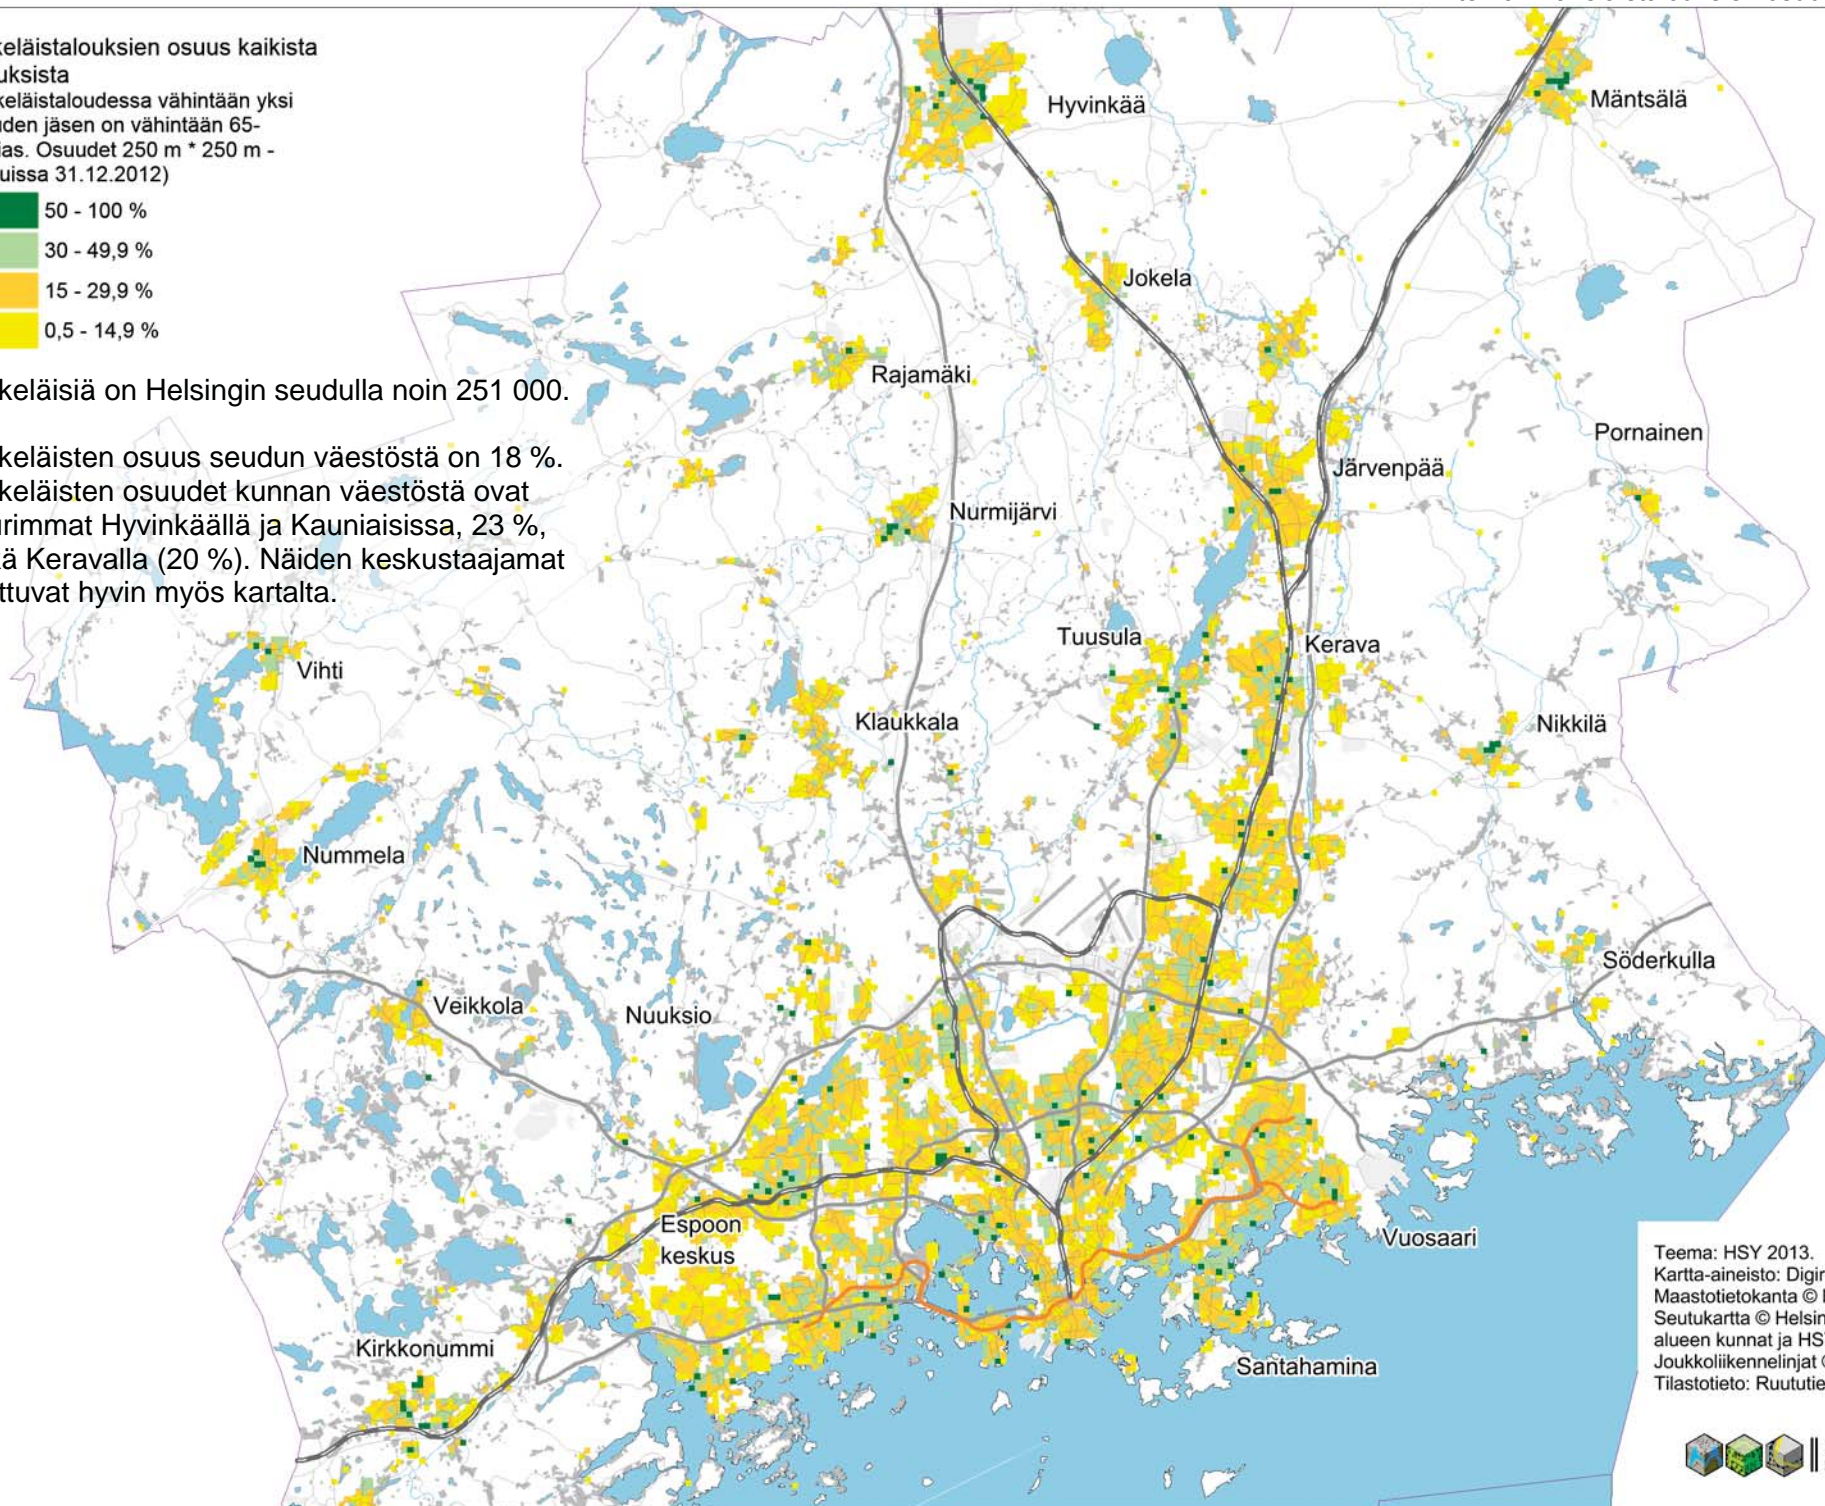 keläistalouksien osuus kaikista
uksista
keläistaloudessa vähintään yksi
uden jäsen on vähintään 65-
ias. Osuudet 250 m * 250 m -
uissa 31.12.2012)
50 - 100 %
30 - 49,9 %
15 - 29,9 %
0,5 - 14,9 %
keläisiä on Helsingin seudulla noin 251 000.
keläisten osuus seudun väestöstä on 18 %.
keläisten osuudet kunnan väestöstä ovat
urimmat Hyvinkäällä ja Kauniaisissa, 23 %,
ä Keravalla (20 %). Näiden keskustaajamat
ttuvat hyvin myös kartalta.
Hyvinkää
Mäntsälä
Jokela
Rajamäki
Pornainen
Järvenpää
Nurmijärvi
Tuusula
Kerava
Vihti
Klaukkala
Nikkilä
Nummela
Söderkulla
Veikkola
Nuuksio
Espoon
keskus
Vuosaari
Kirkkonummi
Santahamina
Teema: HSY 2013.
Kartta-aineisto: Digir
Maastotietokanta ©
Seutukartta © Helsin
alueen kunnat ja HS
Joukkoliikennelinjat
Tilastotieto: Ruututie